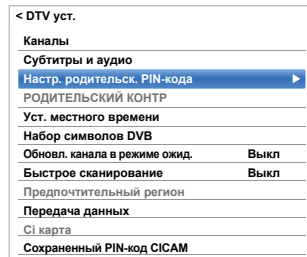 < DTV уст.
Каналы
Субтитры и аудио
Настр. родительск. PIN-кода
РОДИТЕЛЬСКИЙ КОНТР
Уст. местного времени
Набор символов DVB
Обновл. канала в режиме ожид. Выкл
Быстрое сканирование Выкл
Предпочтительный регион
Передача данных
Ci карта
Сохраненный PIN-код CICAM